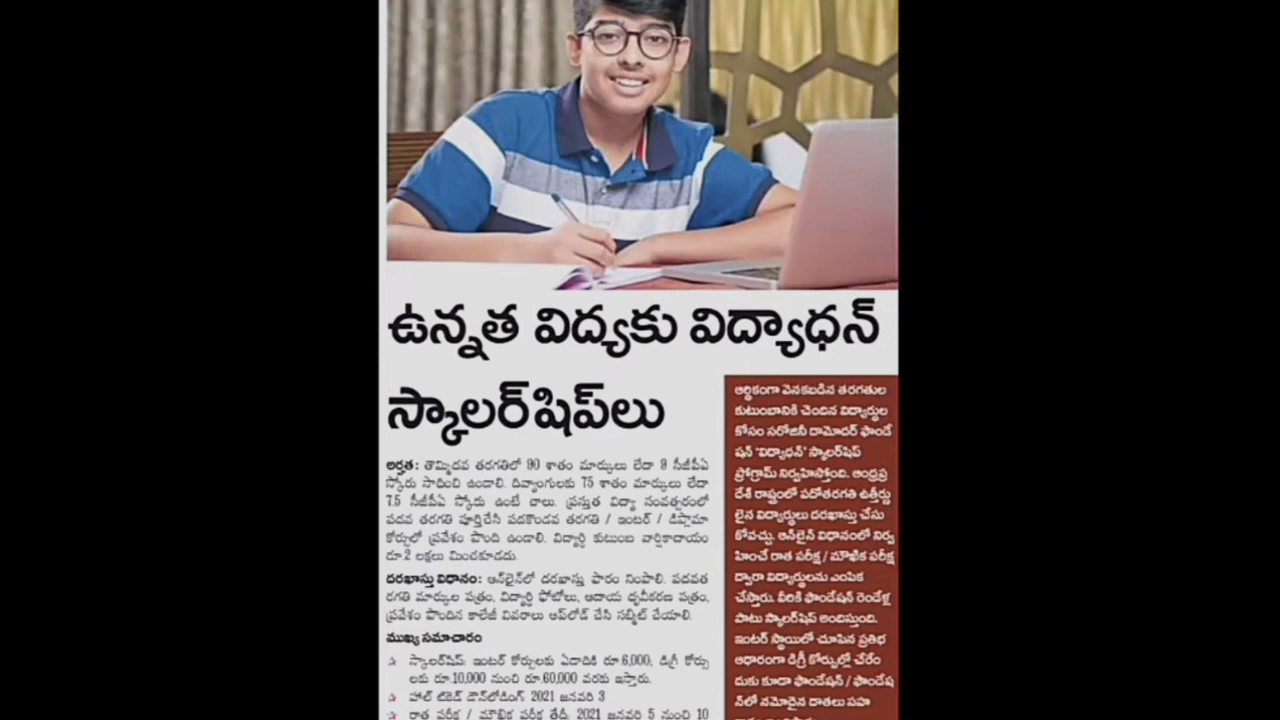 ఉన్నత విద్యకు విద్యాధన్
స్కాలర్‌షిప్‌లు
అర్హత: తొమ్మిదవ తరగతిలో 90 శాతం మార్కులు లేదా 9 సీజీపీఏ
స్కోరు సాధించి ఉండాలి. దివ్యాంగులకు 75 శాతం మార్కులు లేదా
7.5 సీజీపీఏ స్కోరు ఉంటే చాలు. ప్రస్తుత విద్యా సంవత్సరంలో
పదవ తరగతి పూర్తిచేసి పదకొండవ తరగతి / ఇంటర్ / డిప్లొమా
కోర్సులో ప్రవేశం పొంది ఉండాలి. విద్యార్థి కుటుంబ వార్షికాదాయం
రూ.2 లక్షలు మించకూడదు.
దరఖాస్తు విధానం: ఆన్‌లైన్‌లో దరఖాస్తు ఫారం నింపాలి. పదవత
రగతి మార్కుల పత్రం, విద్యార్థి ఫోటోలు, ఆదాయ ధృవీకరణ పత్రం,
ప్రవేశం పొందిన కాలేజీ వివరాలు అప్‌లోడ్ చేసి సబ్మిట్ చేయాలి.
ముఖ్య సమాచారం
స్కాలర్‌షిప్: ఇంటర్ కోర్సులకు ఏడాదికి రూ.6,000; డిగ్రీ కోర్సు
లకు రూ.10,000 నుంచి రూ.60,000 వరకు ఇస్తారు.
హాల్ టికెట్ డౌన్‌లోడింగ్: 2021 జనవరి 3
రాత పరీక్ష / మౌఖిక పరీక్ష తేదీ: 2021 జనవరి 5 నుంచి 10
ఆర్థికంగా వెనకబడిన తరగతుల
కుటుంబానికి చెందిన విద్యార్థుల
కోసం సరోజినీ దామోదర్ ఫౌండే
షన్ 'విద్యాధన్' స్కాలర్‌షిప్
ప్రోగ్రామ్ నిర్వహిస్తోంది. ఆంధ్రప్ర
దేశ్ రాష్ట్రంలో పదోతరగతి ఉత్తీర్ణు
లైన విద్యార్థులు దరఖాస్తు చేసు
కోవచ్చు. ఆన్‌లైన్ విధానంలో నిర్వ
హించే రాత పరీక్ష / మౌఖిక పరీక్ష
ద్వారా విద్యార్థులను ఎంపిక
చేస్తారు. వీరికి ఫౌండేషన్ రెండేళ్ల
పాటు స్కాలర్‌షిప్ అందిస్తుంది.
ఇంటర్ స్థాయిలో చూపిన ప్రతిభ
ఆధారంగా డిగ్రీ కోర్సుల్లో చేరేం
దుకు కూడా ఫౌండేషన్ / ఫౌండేష
న్‌లో నమోదైన దాతలు సహ